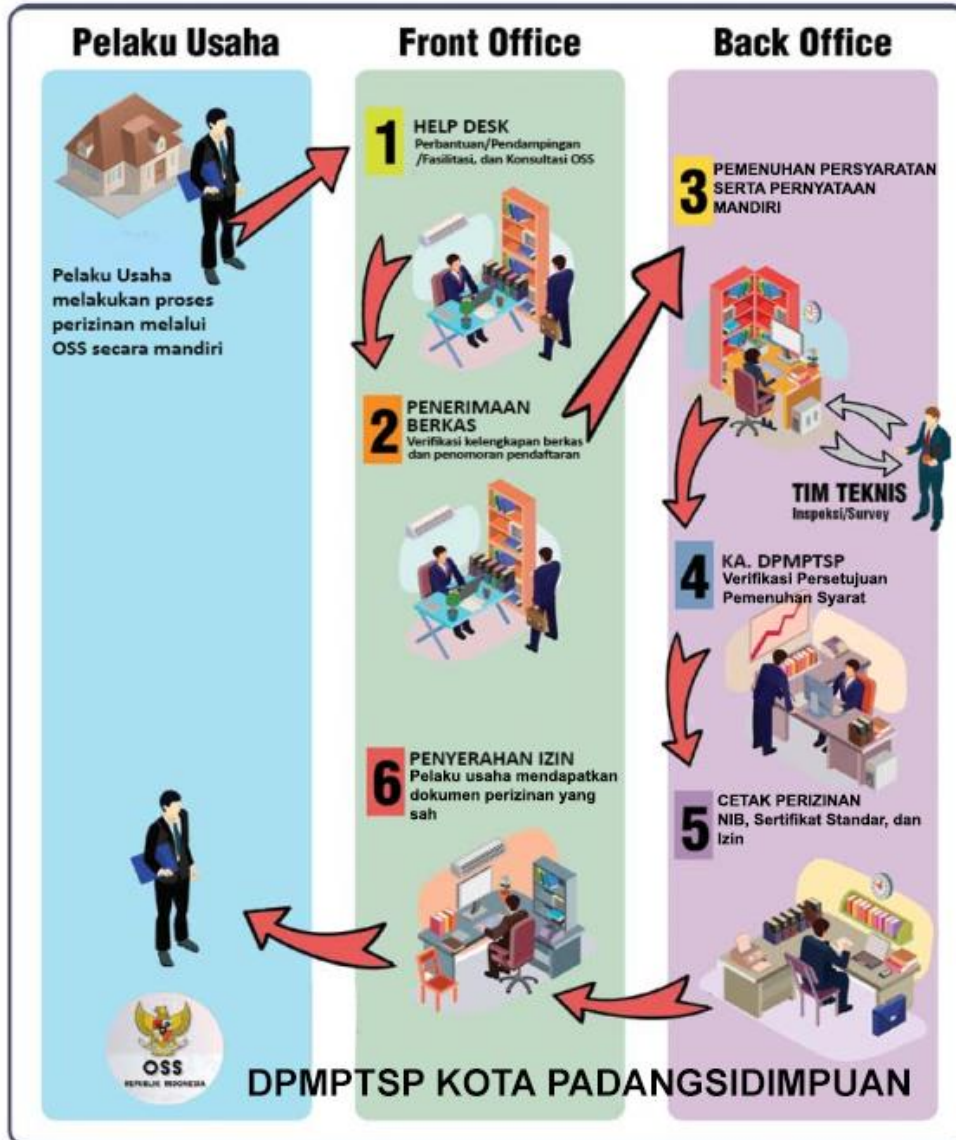 Pelaku Usaha
Front Office
Back Office
Pelaku Usaha
melakukan proses
perizinan melalui
OSS secara mandiri
1
HELP DESK
Perbantuan/Pendampingan
/Fasilitasi, dan Konsultasi OSS
2
PENERIMAAN
BERKAS
Verifikasi kelengkapan berkas
dan penomoran pendaftaran
3
PEMENUHAN PERSYARATAN
SERTA PERNYATAAN
MANDIRI
TIM TEKNIS
Inspeksi/Survey
4
KA. DPMPTSP
Verifikasi Persetujuan
Pemenuhan Syarat
5
CETAK PERIZINAN
NIB, Sertifikat Standar, dan
Izin
6
PENYERAHAN IZIN
Pelaku usaha mendapatkan
dokumen perizinan yang
sah
OSS
REPUBLIK INDONESIA
DPMPTSP KOTA PADANGSIDIMPUAN